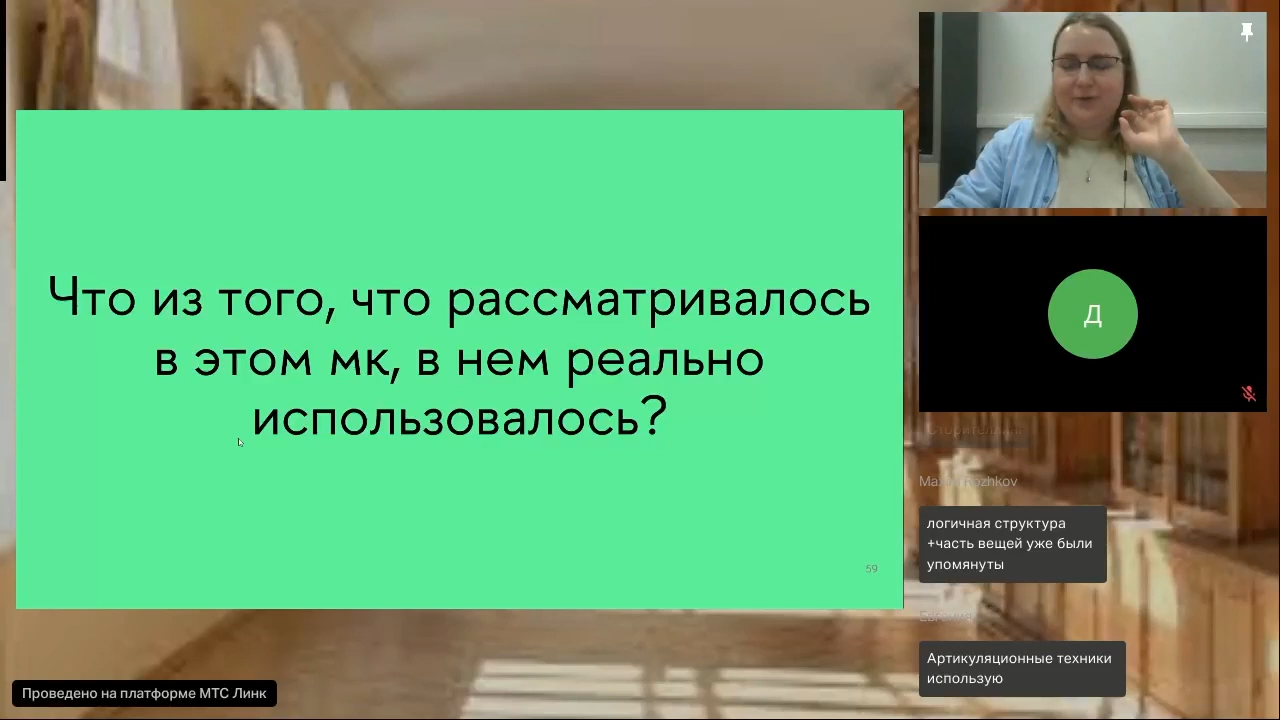 Что из того, что рассматривалось
в этом мк, в нем реально
использовалось?
59
Д
Сторителлинг
логичная структура
+часть вещей уже были
упомянуты
Артикуляционные техники
использую
Проведено на платформе МТС Линк